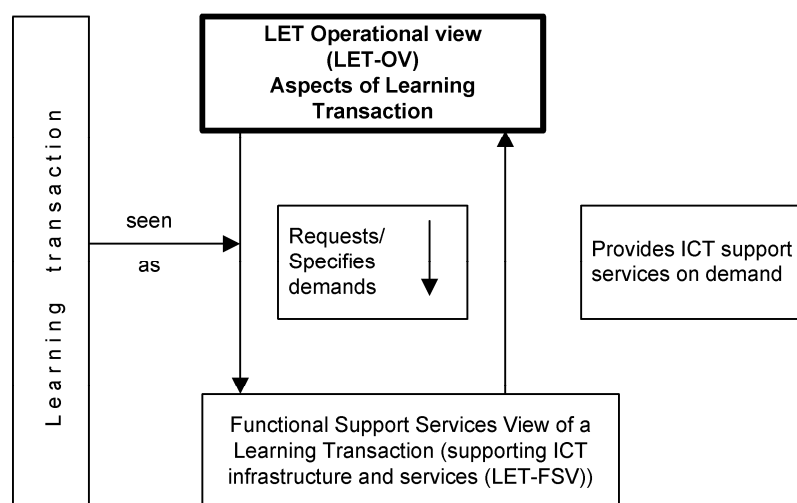 LET Operational view
(LET-OV)
Aspects of Learning
Transaction
Learning transaction
seen
as
Requests/
Specifies
demands
Provides ICT support
services on demand
Functional Support Services View of a
Learning Transaction (supporting ICT
infrastructure and services (LET-FSV))